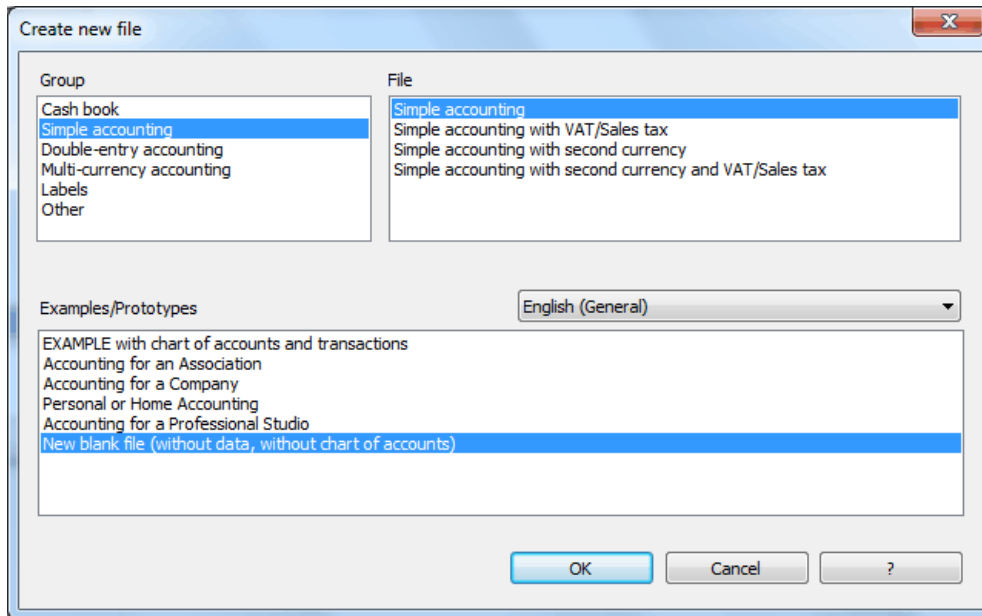 Create new file
Group
Cash book
Simple accounting
Double-entry accounting
Multi-currency accounting
Labels
Other
File
Simple accounting
Simple accounting with VAT/Sales tax
Simple accounting with second currency
Simple accounting with second currency and VAT/Sales tax
Examples/Prototypes
English (General)
EXAMPLE with chart of accounts and transactions
Accounting for an Association
Accounting for a Company
Personal or Home Accounting
Accounting for a Professional Studio
New blank file (without data, without chart of accounts)
OK
Cancel
?